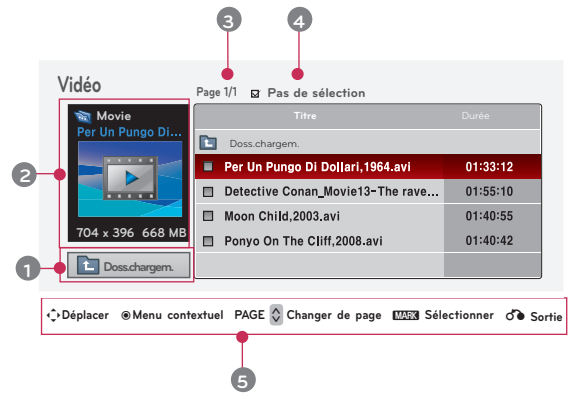 3
4
Vidéo
Page 1/1 Pas de sélection
Movie
Per Un Pungo Di...
704 x 396 668 MB
Doss.chargem.
Titre Durée
Doss.chargem.
Per Un Pungo Di Dollari,1964.avi 01:33:12
Detective Conan_Movie13-The rave... 01:55:10
Moon Child,2003.avi 01:40:55
Ponyo On The Cliff,2008.avi 01:40:42
2
1
Déplacer Menu contextuel PAGE Changer de page MARK Sélectionner Sortie
5